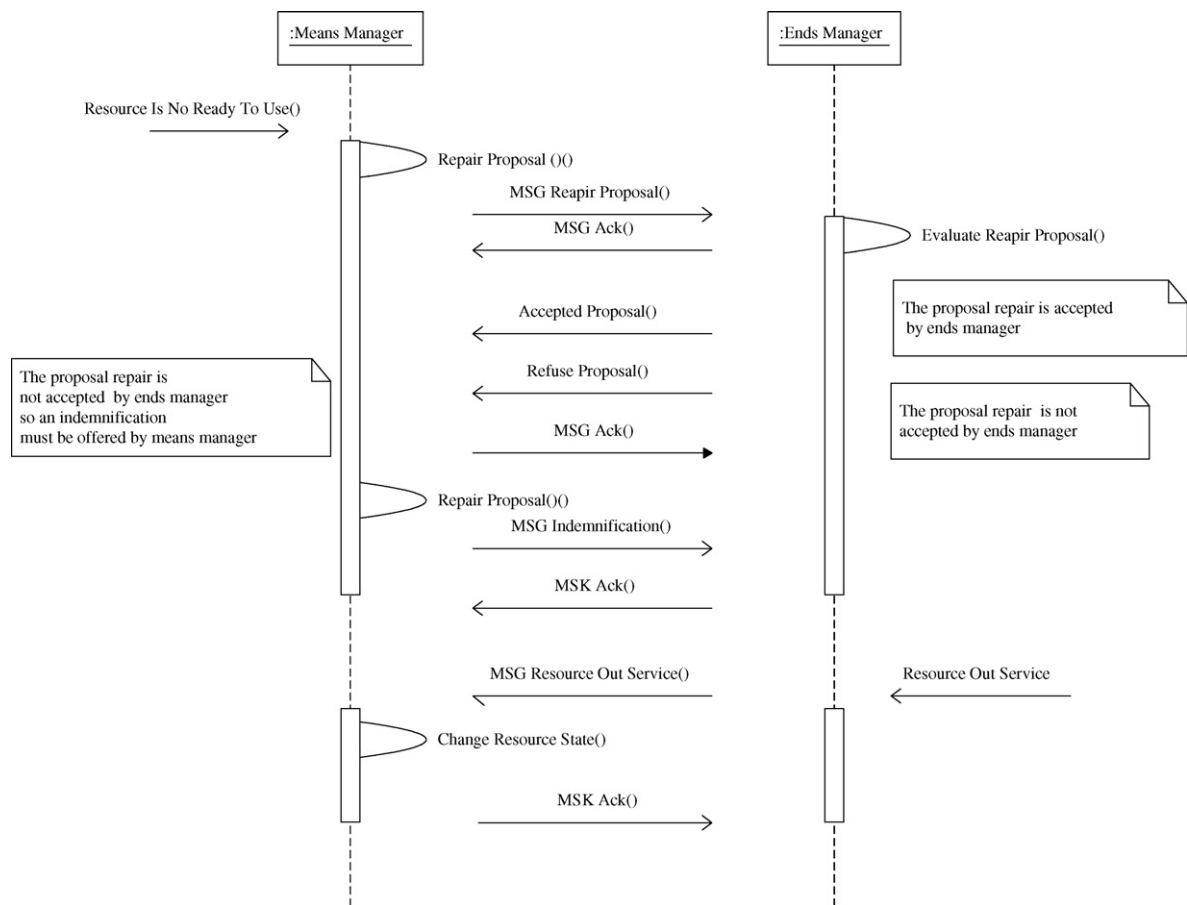 :Means Manager
:Ends Manager
Resource Is No Ready To Use()
Repair Proposal ()()
MSG Reapir Proposal()
MSG Ack()
Evaluate Reapir Proposal()
The proposal repair is accepted
by ends manager
Accepted Proposal()
The proposal repair is
not accepted by ends manager
so an indemnification
must be offered by means manager
Refuse Proposal()
The proposal repair is not
accepted by ends manager
MSG Ack()
Repair Proposal()()
MSG Indemnification()
MSK Ack()
MSG Resource Out Service()
Resource Out Service
Change Resource State()
MSK Ack()